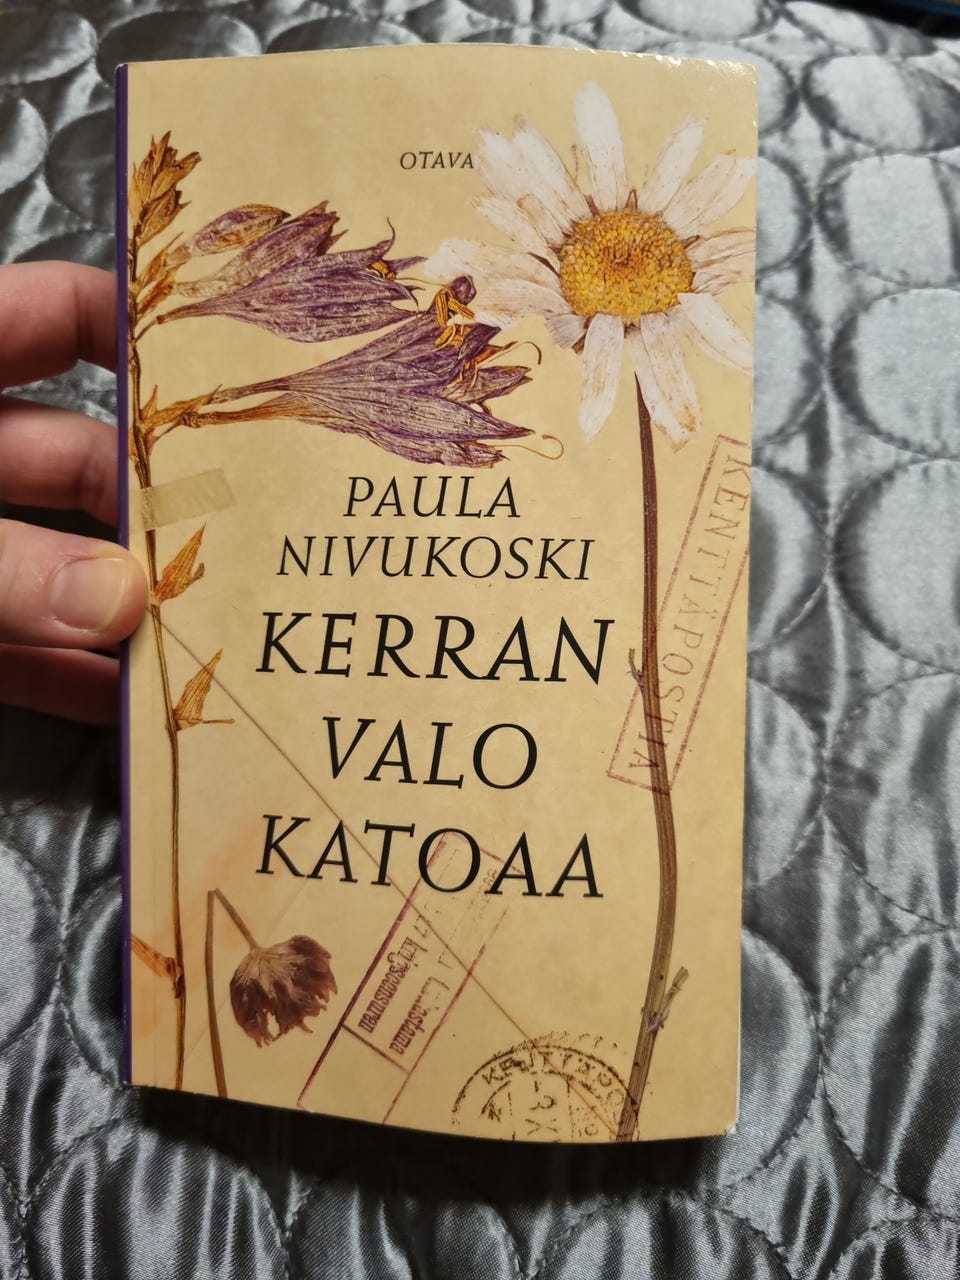 OTAVA
PAULA
NIVUKOSKI
KERRAN
VALO
KATOAA
KENTTÄPOSTIA